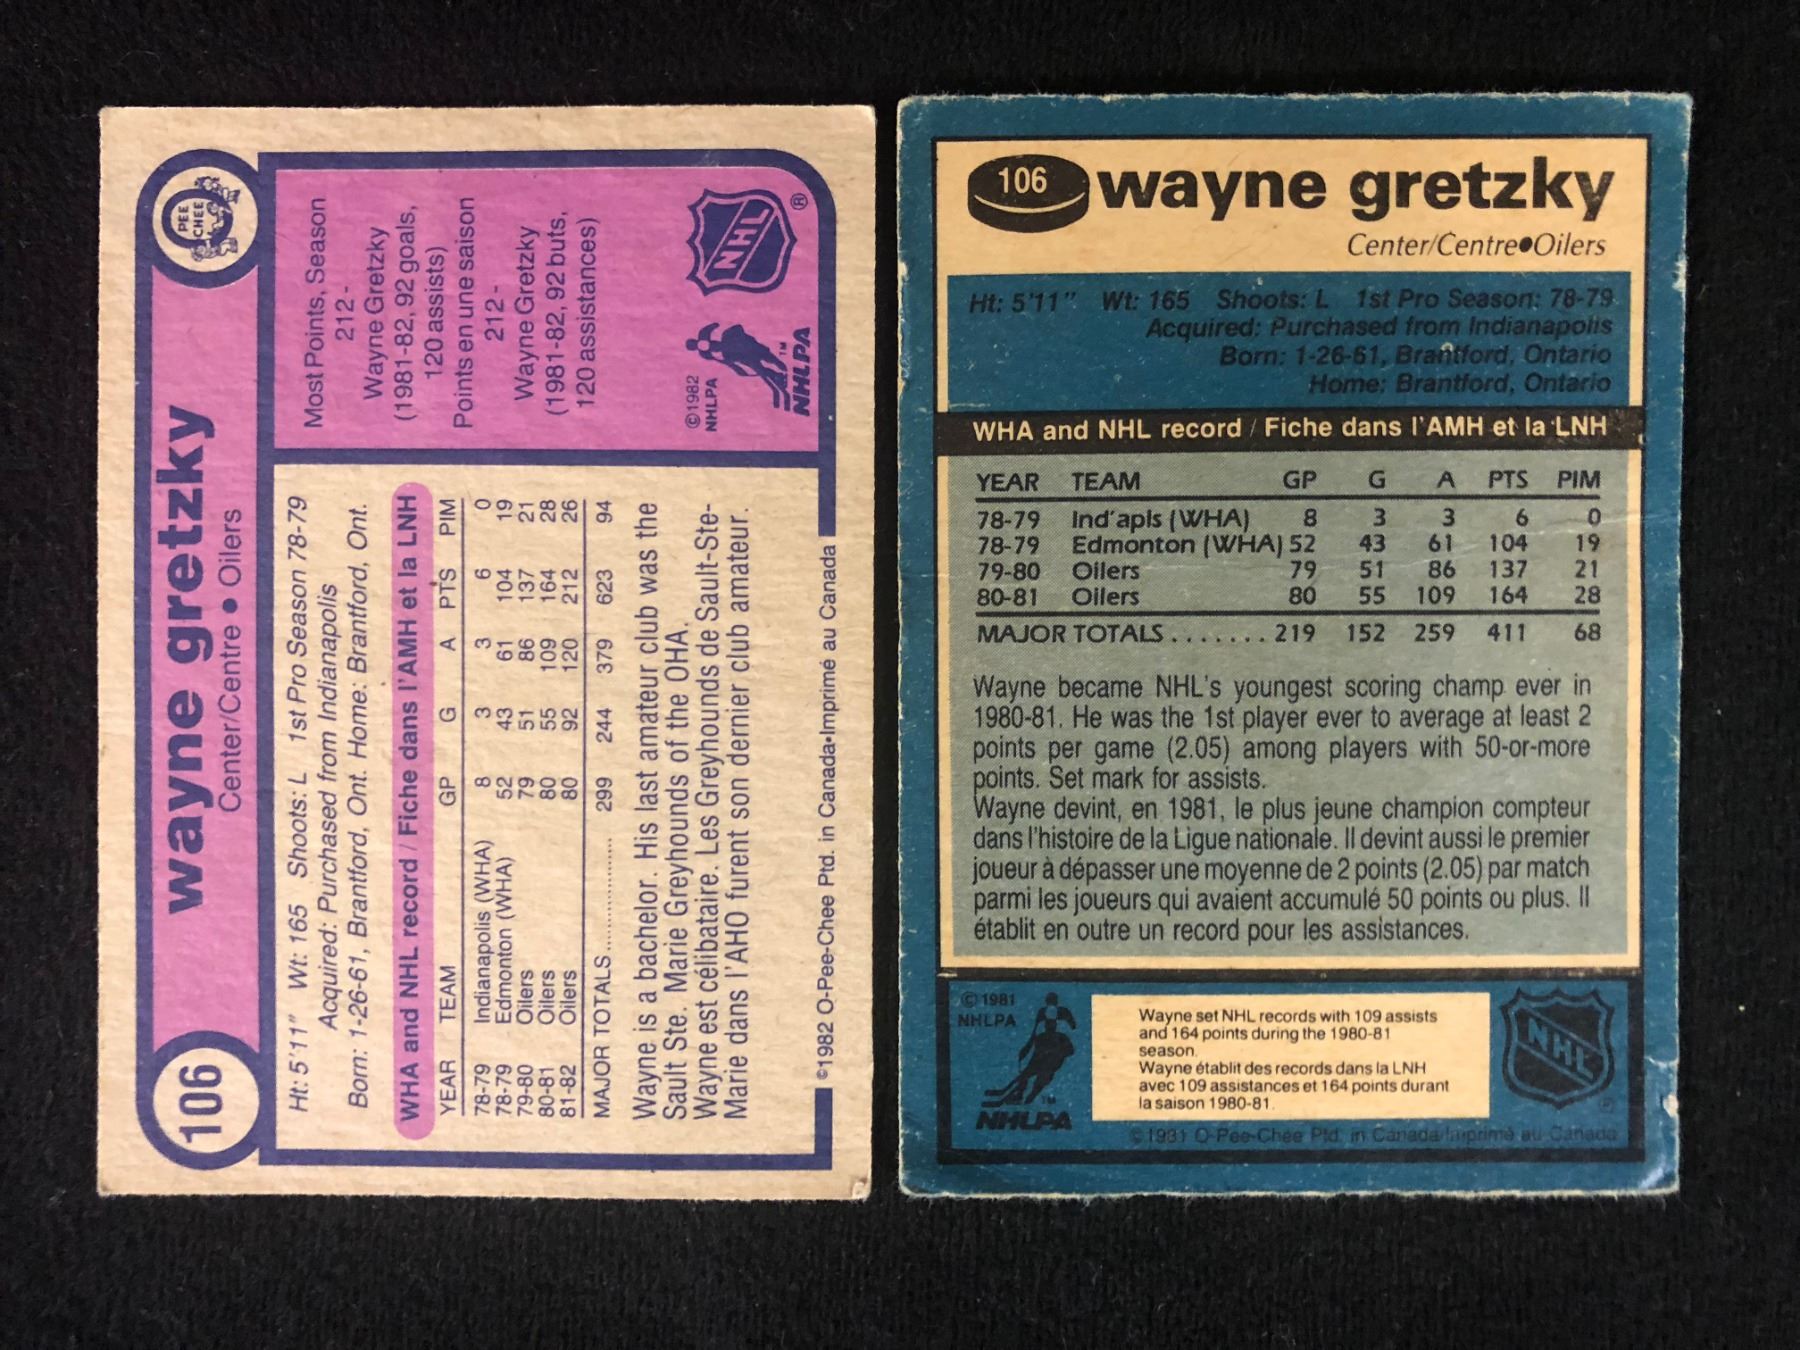 106
wayne gretzky
Center/Centre • Oilers
O
PEE
CHEE
Ht: 5'11" Wt: 165 Shoots: L 1st Pro Season 78-79
Acquired: Purchased from Indianapolis
Born: 1-26-61, Brantford, Ont. Home: Brantford, Ont.
WHA and NHL record / Fiche dans l'AMH et la LNH
YEAR TEAM GP G A PTS PIM
78-79 Indianapolis (WHA) 8 3 3 6 0
78-79 Edmonton (WHA) 52 43 61 104 19
79-80 Oilers 79 51 86 137 21
80-81 Oilers 80 55 109 164 28
81-82 Oilers 80 92 120 212 26
MAJOR TOTALS.................. 299 244 379 623 94
Wayne is a bachelor. His last amateur club was the
Sault Ste. Marie Greyhounds of the OHA.
Wayne est célibataire. Les Greyhounds de Sault-Ste-
Marie dans l'AHO furent son dernier club amateur.
©1982 O-Pee-Chee Ptd. in Canada•Imprimé au Canada
Most Points, Season
212 -
Wayne Gretzky
(1981-82, 92 goals,
120 assists)
Points en une saison
212 -
Wayne Gretzky
(1981-82, 92 buts,
120 assistances)
©1982
NHLPA
NHLPA
TM
NHL
®
106
wayne gretzky
Center/Centre•Oilers
Ht: 5'11" Wt: 165 Shoots: L 1st Pro Season: 78-79
Acquired: Purchased from Indianapolis
Born: 1-26-61, Brantford, Ontario
Home: Brantford, Ontario
WHA and NHL record / Fiche dans l'AMH et la LNH
YEAR TEAM GP G A PTS PIM
78-79 Ind'apls (WHA) 8 3 3 6 0
78-79 Edmonton (WHA) 52 43 61 104 19
79-80 Oilers 79 51 86 137 21
80-81 Oilers 80 55 109 164 28
MAJOR TOTALS....... 219 152 259 411 68
Wayne became NHL's youngest scoring champ ever in
1980-81. He was the 1st player ever to average at least 2
points per game (2.05) among players with 50-or-more
points. Set mark for assists.
Wayne devint, en 1981, le plus jeune champion compteur
dans l'histoire de la Ligue nationale. Il devint aussi le premier
joueur à dépasser une moyenne de 2 points (2.05) par match
parmi les joueurs qui avaient accumulé 50 points ou plus. Il
établit en outre un record pour les assistances.
© 1981
NHLPA
TM
NHLPA
Wayne set NHL records with 109 assists
and 164 points during the 1980-81
season.
Wayne établit des records dans la LNH
avec 109 assistances et 164 points durant
la saison 1980-81.
NHL
®
© 1981 O-Pee-Chee Ptd. in Canada/Imprimé au Canada